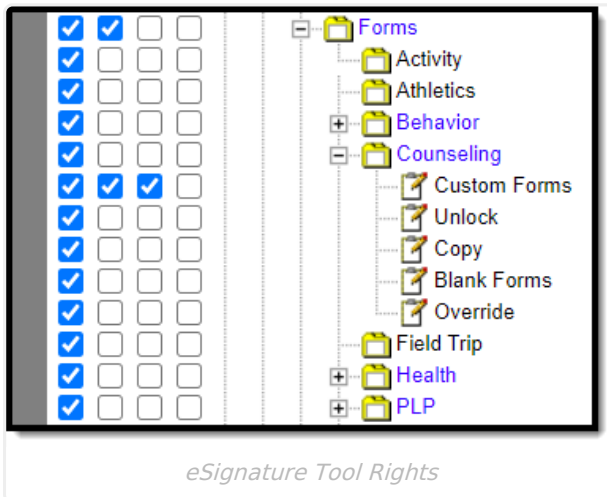 Forms
Activity
Athletics
Behavior
Counseling
Custom Forms
Unlock
Copy
Blank Forms
Override
Field Trip
Health
PLP
eSignature Tool Rights